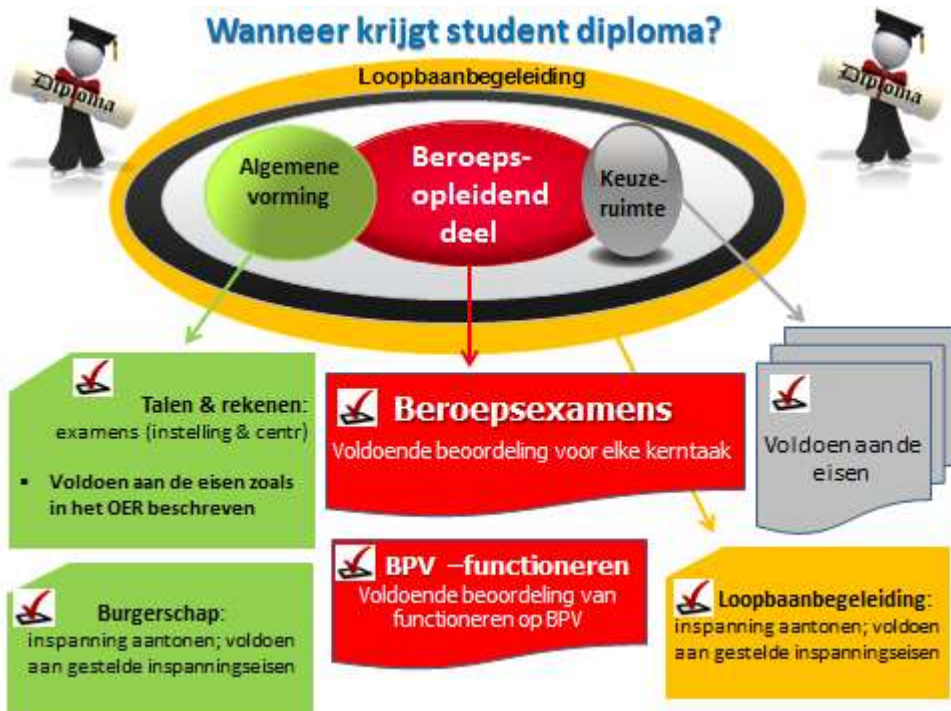 Wanneer krijgt student diploma?
Diploma
Diploma
Loopbaanbegeleiding
Algemene
vorming
Beroeps-
opleidend
deel
Keuze-
ruimte
Talen & rekenen:
examens (instelling & centr)
▪ Voldoen aan de eisen zoals
in het OER beschreven
Beroepsexamens
Voldoende beoordeling voor elke kerntaak
Voldoen aan de
eisen
Burgerschap:
inspanning aantonen; voldoen
aan gestelde inspanningseisen
BPV –functioneren
Voldoende beoordeling van
functioneren op BPV
Loopbaanbegeleiding:
inspanning aantonen; voldoen
aan gestelde inspanningseisen